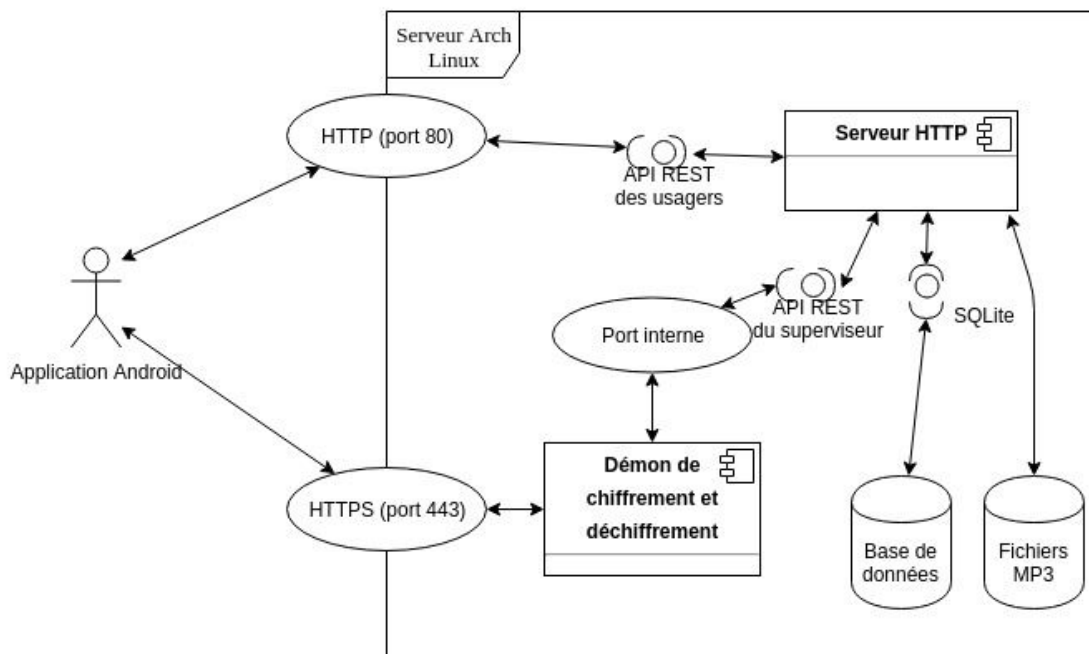 Serveur Arch
Linux
HTTP (port 80)
API REST
des usagers
Serveur HTTP
Application Android
Port interne
API REST
du superviseur
SQLite
HTTPS (port 443)
Démon de
chiffrement et
déchiffrement
Base de
données
Fichiers
MP3